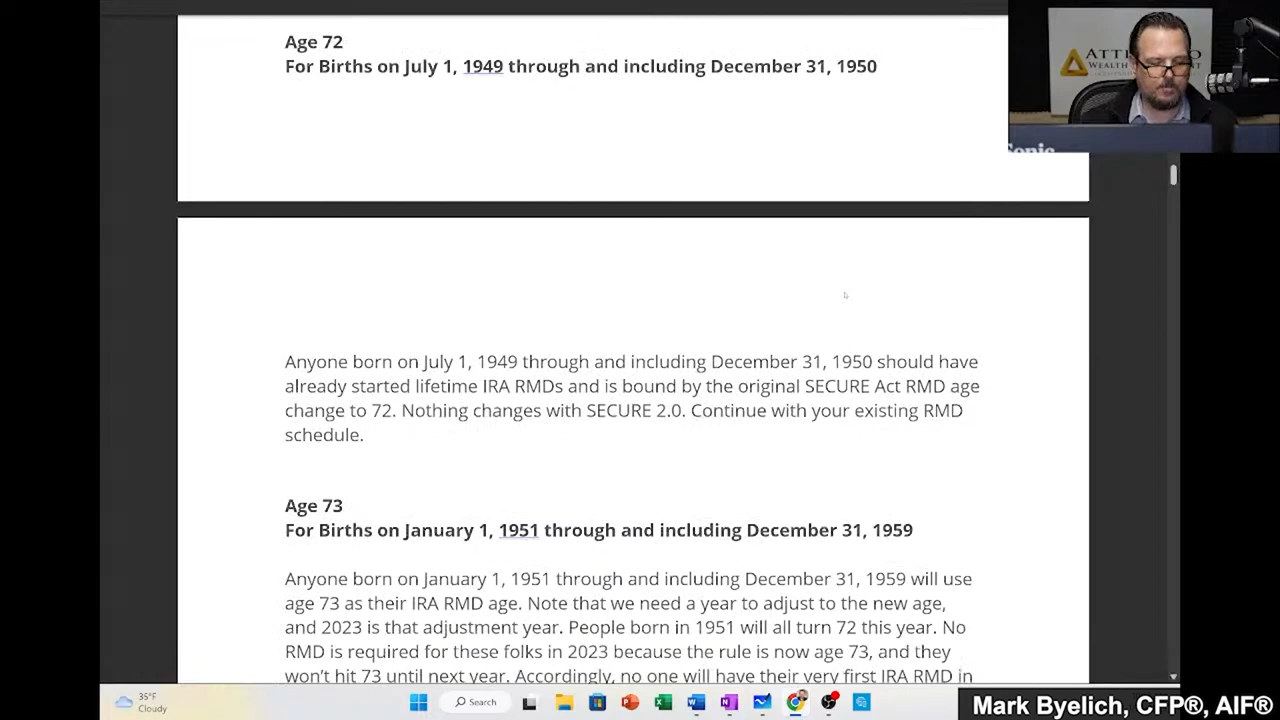 Age 72
For Births on July 1, 1949 through and including December 31, 1950
Anyone born on July 1, 1949 through and including December 31, 1950 should have
already started lifetime IRA RMDs and is bound by the original SECURE Act RMD age
change to 72. Nothing changes with SECURE 2.0. Continue with your existing RMD
schedule.
Age 73
For Births on January 1, 1951 through and including December 31, 1959
Anyone born on January 1, 1951 through and including December 31, 1959 will use
age 73 as their IRA RMD age. Note that we need a year to adjust to the new age,
and 2023 is that adjustment year. People born in 1951 will all turn 72 this year. No
RMD is required for these folks in 2023 because the rule is now age 73, and they
won't hit 73 until next year. Accordingly, no one will have their very first IRA RMD in
35°F
Cloudy
Search
Mark Byelich, CFP®, AIF®